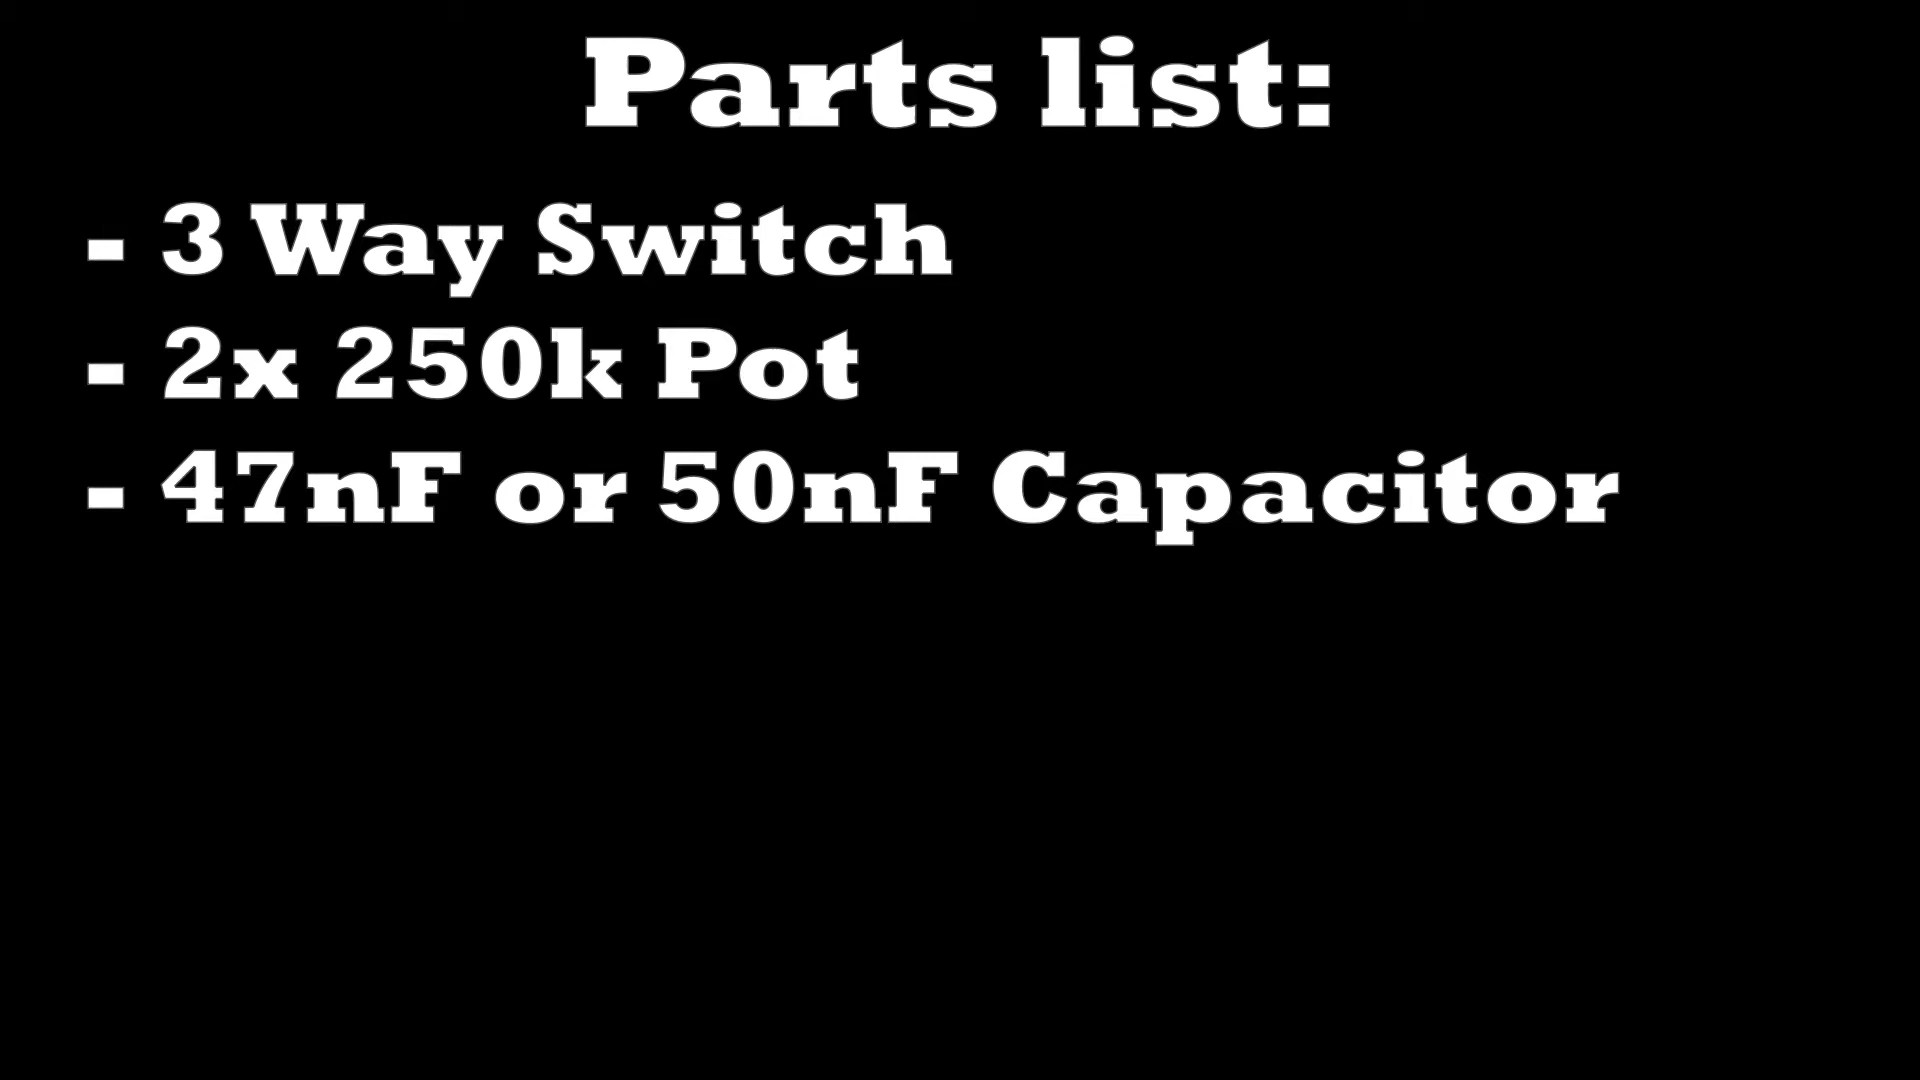 Parts list:
- 3 Way Switch
- 2x 250k Pot
- 47nF or 50nF Capacitor